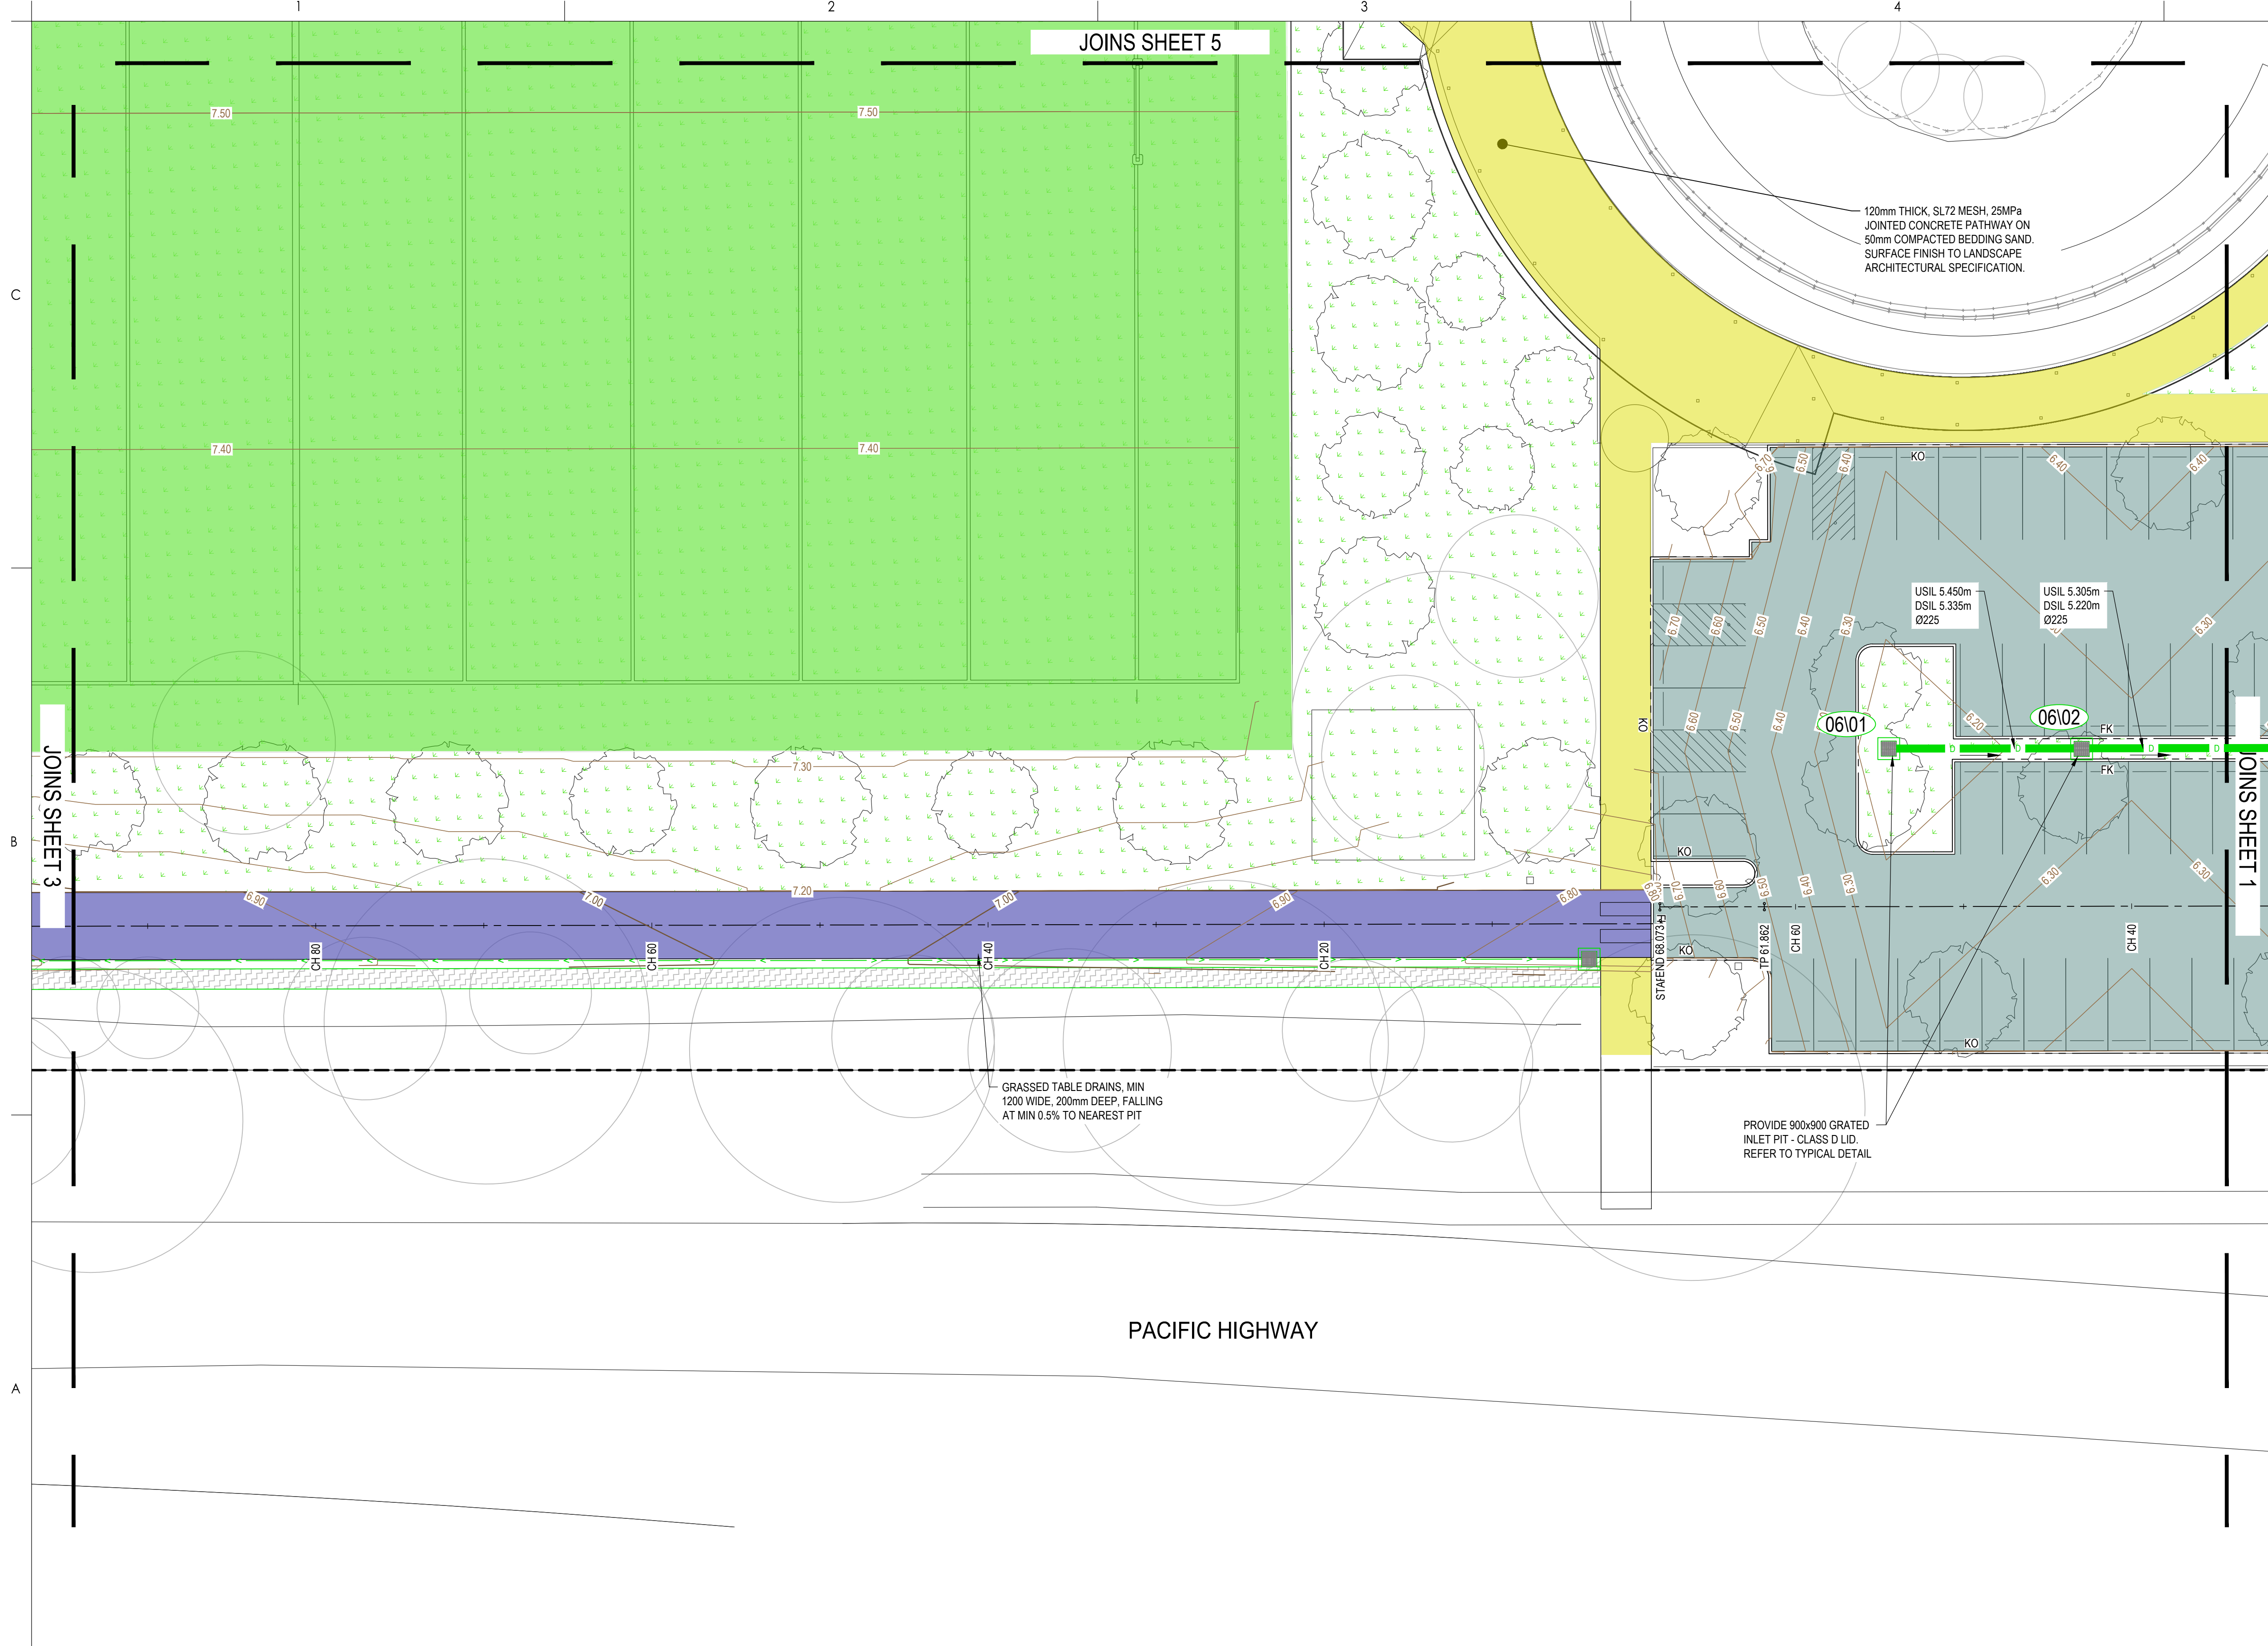 1
2
3
4
JOINS SHEET 5
7.50
7.50
120mm THICK, SL72 MESH, 25MPa
JOINTED CONCRETE PATHWAY ON
50mm COMPACTED BEDDING SAND.
SURFACE FINISH TO LANDSCAPE
ARCHITECTURAL SPECIFICATION.
C
7.40
7.40
6.70
6.50
6.40
KO
6.40
6.40
USIL 5.450m
DSIL 5.335m
Ø225
USIL 5.305m
DSIL 5.220m
Ø225
6.70
6.60
6.50
6.40
6.30
6.30
KO
6.60
6.50
6.40
06\01
6.20
06\02
FK
D
D
D
D
FK
JOINS SHEET 3
JOINS SHEET 1
7.30
B
KO
7.20
6.90
7.00
7.00
6.90
6.80
6.80
6.70
6.60
6.50
6.40
6.30
6.30
6.30
CH 80
CH 60
CH 40
CH 20
STAEND 68.073
KO
TP 61.862
CH 60
CH 40
KO
GRASSED TABLE DRAINS, MIN
1200 WIDE, 200mm DEEP, FALLING
AT MIN 0.5% TO NEAREST PIT
PROVIDE 900x900 GRATED
INLET PIT - CLASS D LID.
REFER TO TYPICAL DETAIL
PACIFIC HIGHWAY
A